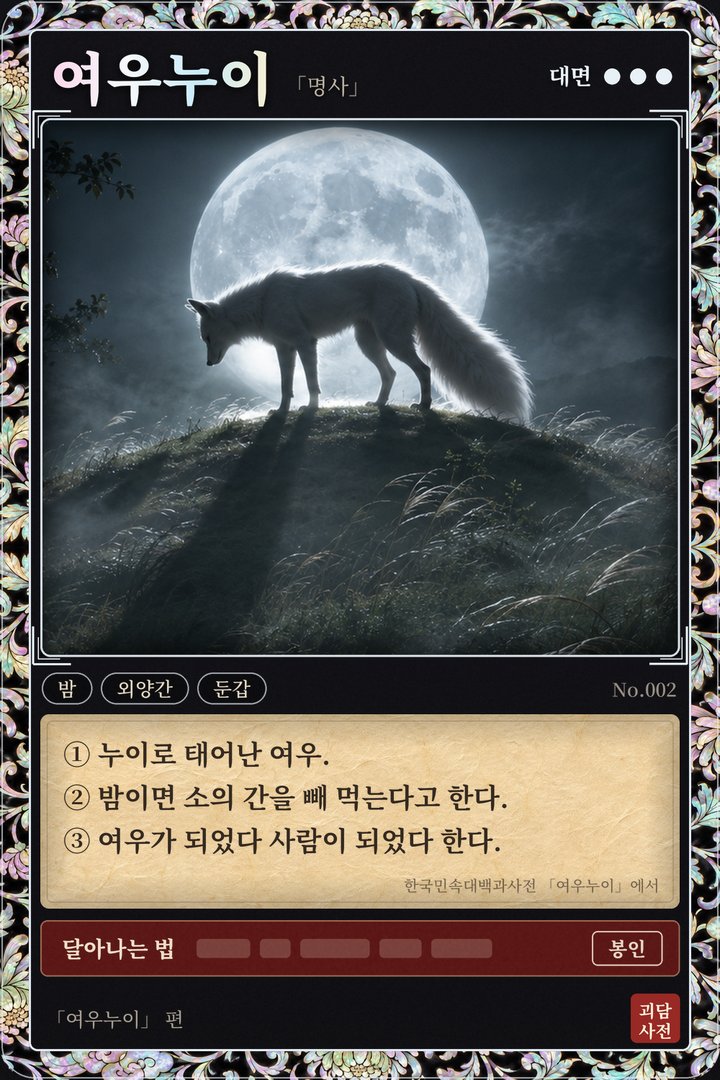 여우누이 「명사」 대면
밤 외양간 둔갑 No.002
① 누이로 태어난 여우.
② 밤이면 소의 간을 빼 먹는다고 한다.
③ 여우가 되었다 사람이 되었다 한다.
한국민속대백과사전 「여우누이」에서
달아나는 법 봉인
「여우누이」 편
괴담
사전